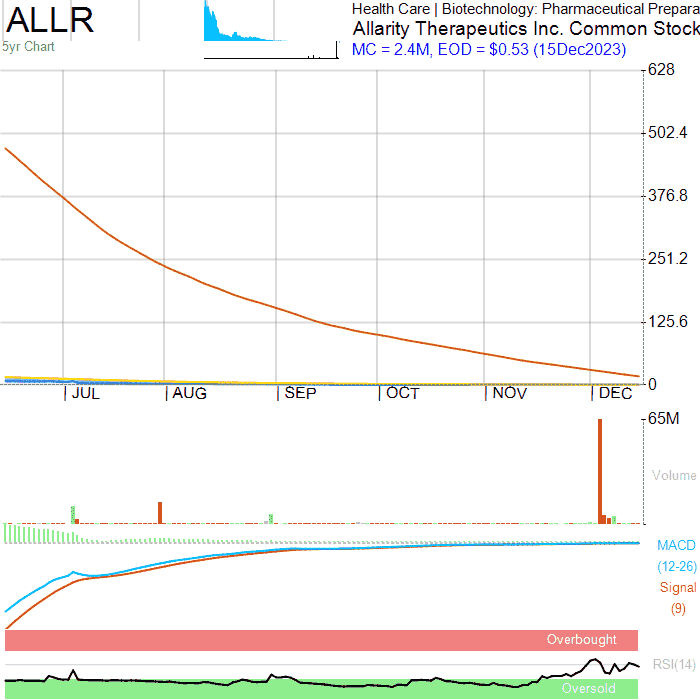 ALLR
Health Care | Biotechnology: Pharmaceutical Prepara
Allarity Therapeutics Inc. Common Stock
5yr Chart
MC = 2.4M, EOD = $0.53 (15Dec2023)
628
502.4
376.8
251.2
125.6
0
JUL AUG SEP OCT NOV DEC
65M
Volume
MACD
(12-26)
Signal
(9)
Overbought
RSI(14)
Oversold